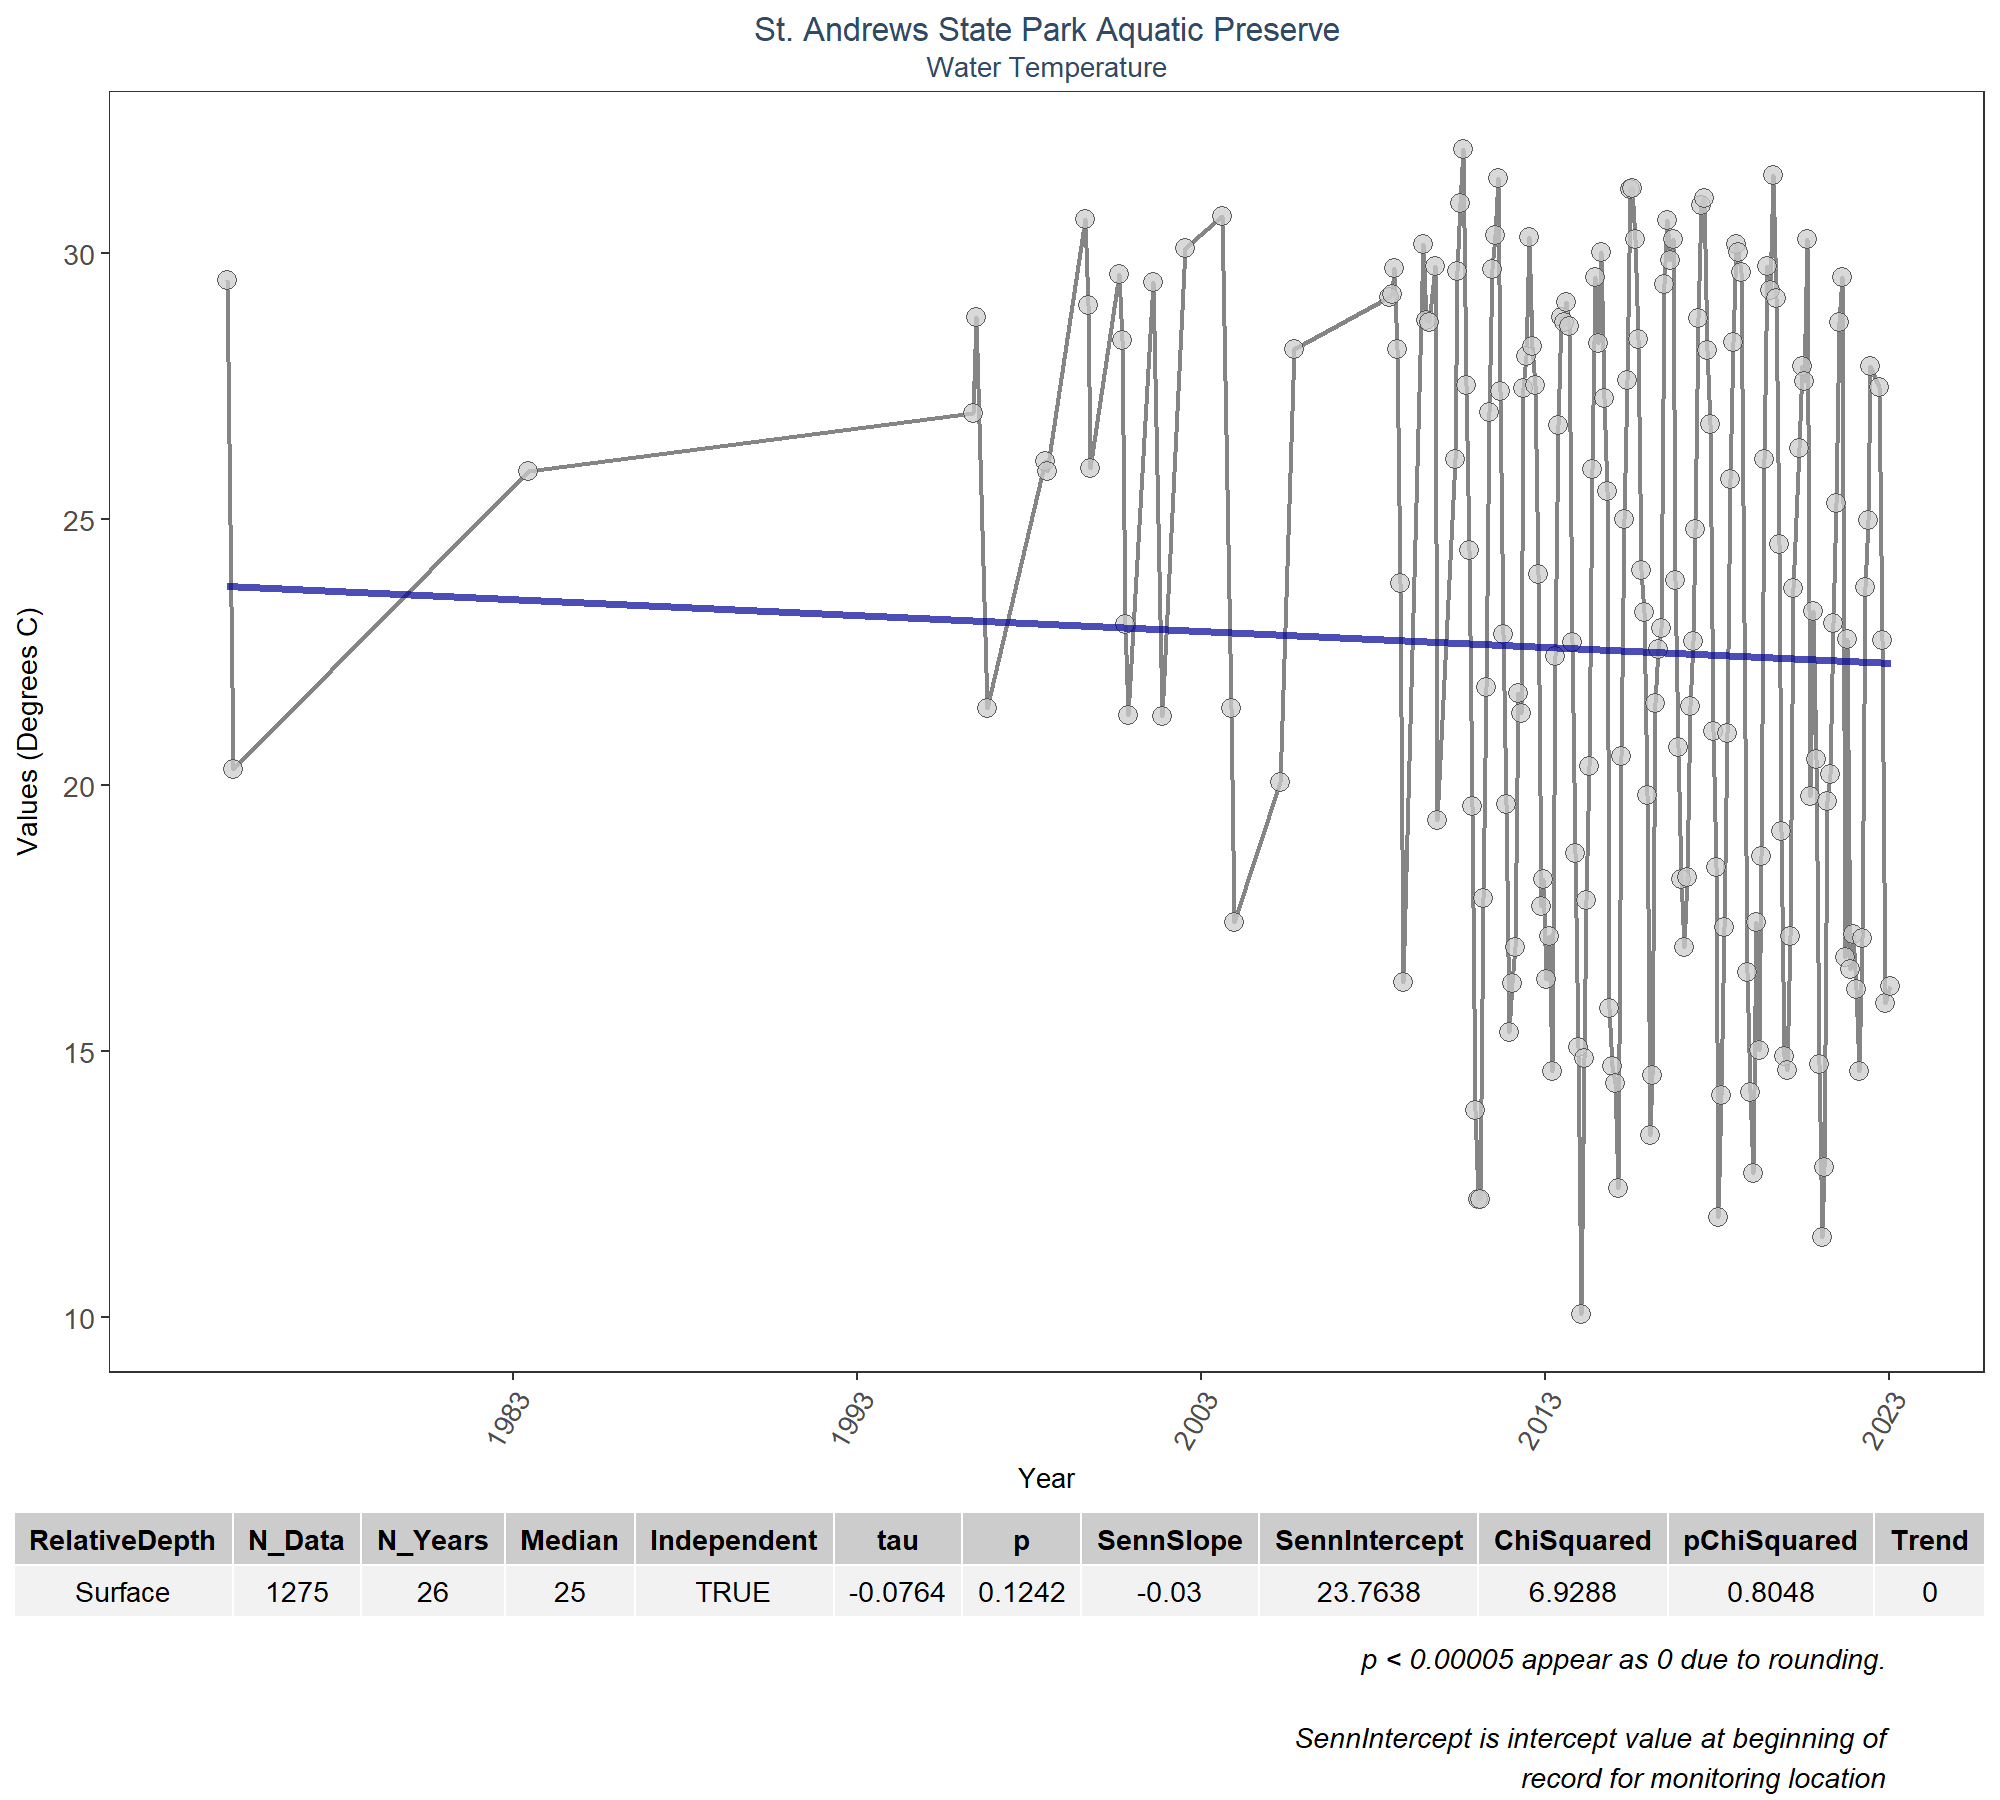 St. Andrews State Park Aquatic Preserve
Water Temperature
Values (Degrees C)
30
25
20
15
10
1983
1993
2003
2013
2023
Year
RelativeDepth N_Data N_Years Median Independent tau p SennSlope SennIntercept ChiSquared pChiSquared Trend
Surface 1275 26 25 TRUE -0.0764 0.1242 -0.03 23.7638 6.9288 0.8048 0
p < 0.00005 appear as 0 due to rounding.
SennIntercept is intercept value at beginning of
record for monitoring location